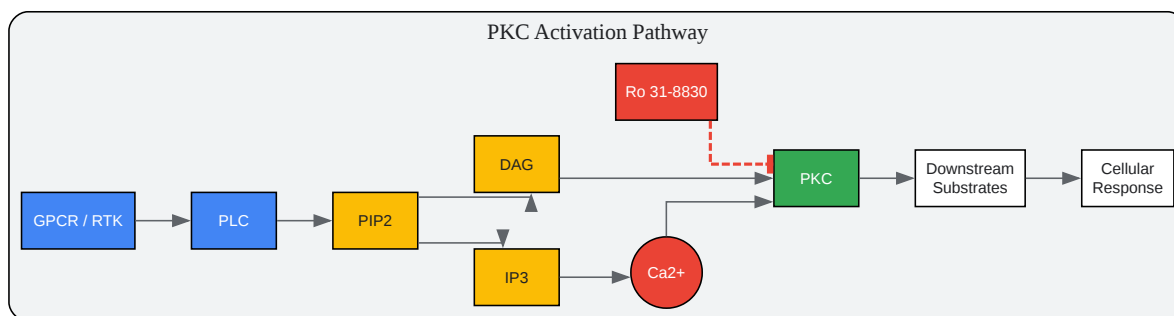 PKC Activation Pathway
Ro 31-8830
DAG
GPCR / RTK
PLC
PIP2
IP3
Ca2+
PKC
Downstream
Substrates
Cellular
Response